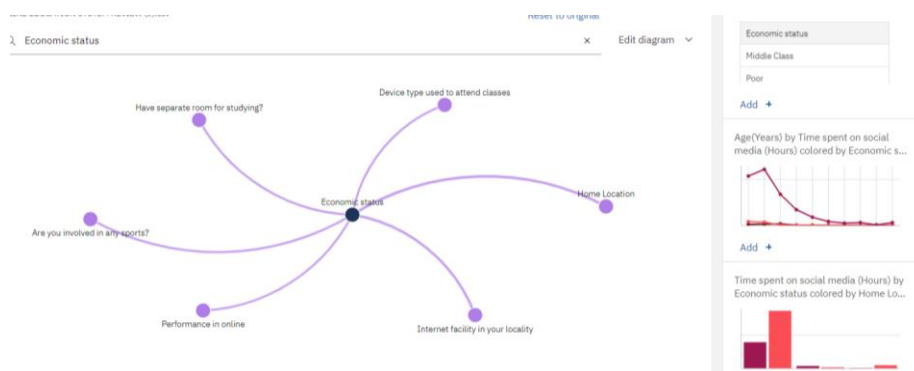 Reset to original
Economic status
×
Edit diagram
Have separate room for studying?
Device type used to attend classes
Economic status
Home Location
Are you involved in any sports?
Performance in online
Internet facility in your locality
Economic status
Middle Class
Poor
Add +
Age(Years) by Time spent on social
media (Hours) colored by Economic s...
Add +
Time spent on social media (Hours) by
Economic status colored by Home Lo...